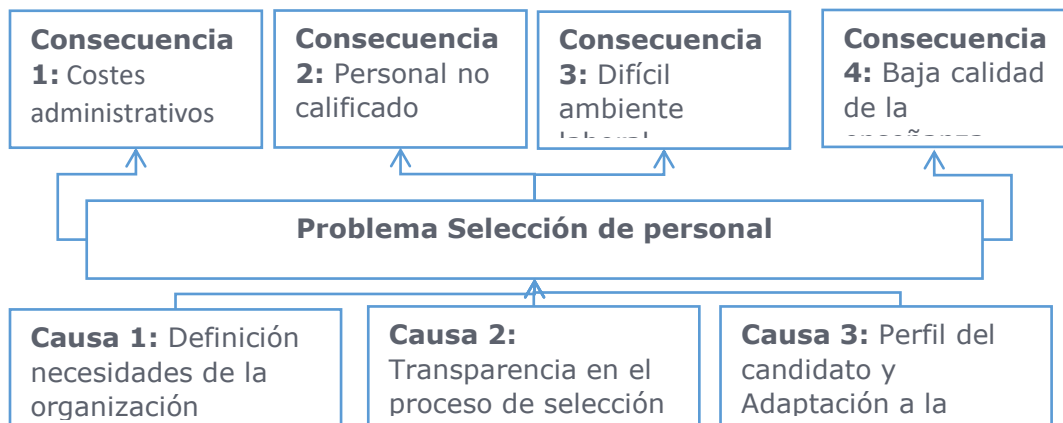 Consecuencia
1: Costes
administrativos
Consecuencia
2: Personal no
calificado
Consecuencia
3: Difícil
ambiente
laboral
Consecuencia
4: Baja calidad
de la
enseñanza
Problema Selección de personal
Causa 1: Definición
necesidades de la
organización
Causa 2:
Transparencia en el
proceso de selección
Causa 3: Perfil del
candidato y
Adaptación a la